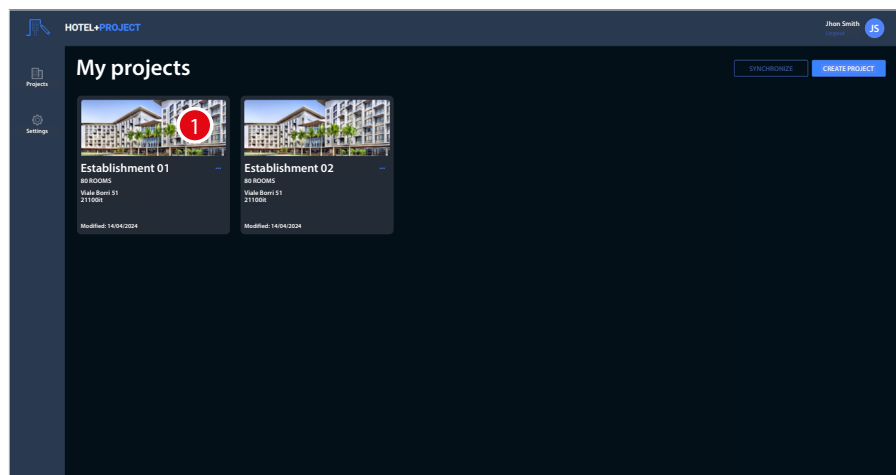 HOTEL+PROJECT
Jhon Smith
Logout
JS
My projects
SYNCHRONIZE
CREATE PROJECT
Projects
Settings
1
Establishment 01 ...
80 ROOMS
Viale Borri 51
21100it
Modified: 14/04/2024
Establishment 02 ...
80 ROOMS
Viale Borri 51
21100it
Modified: 14/04/2024